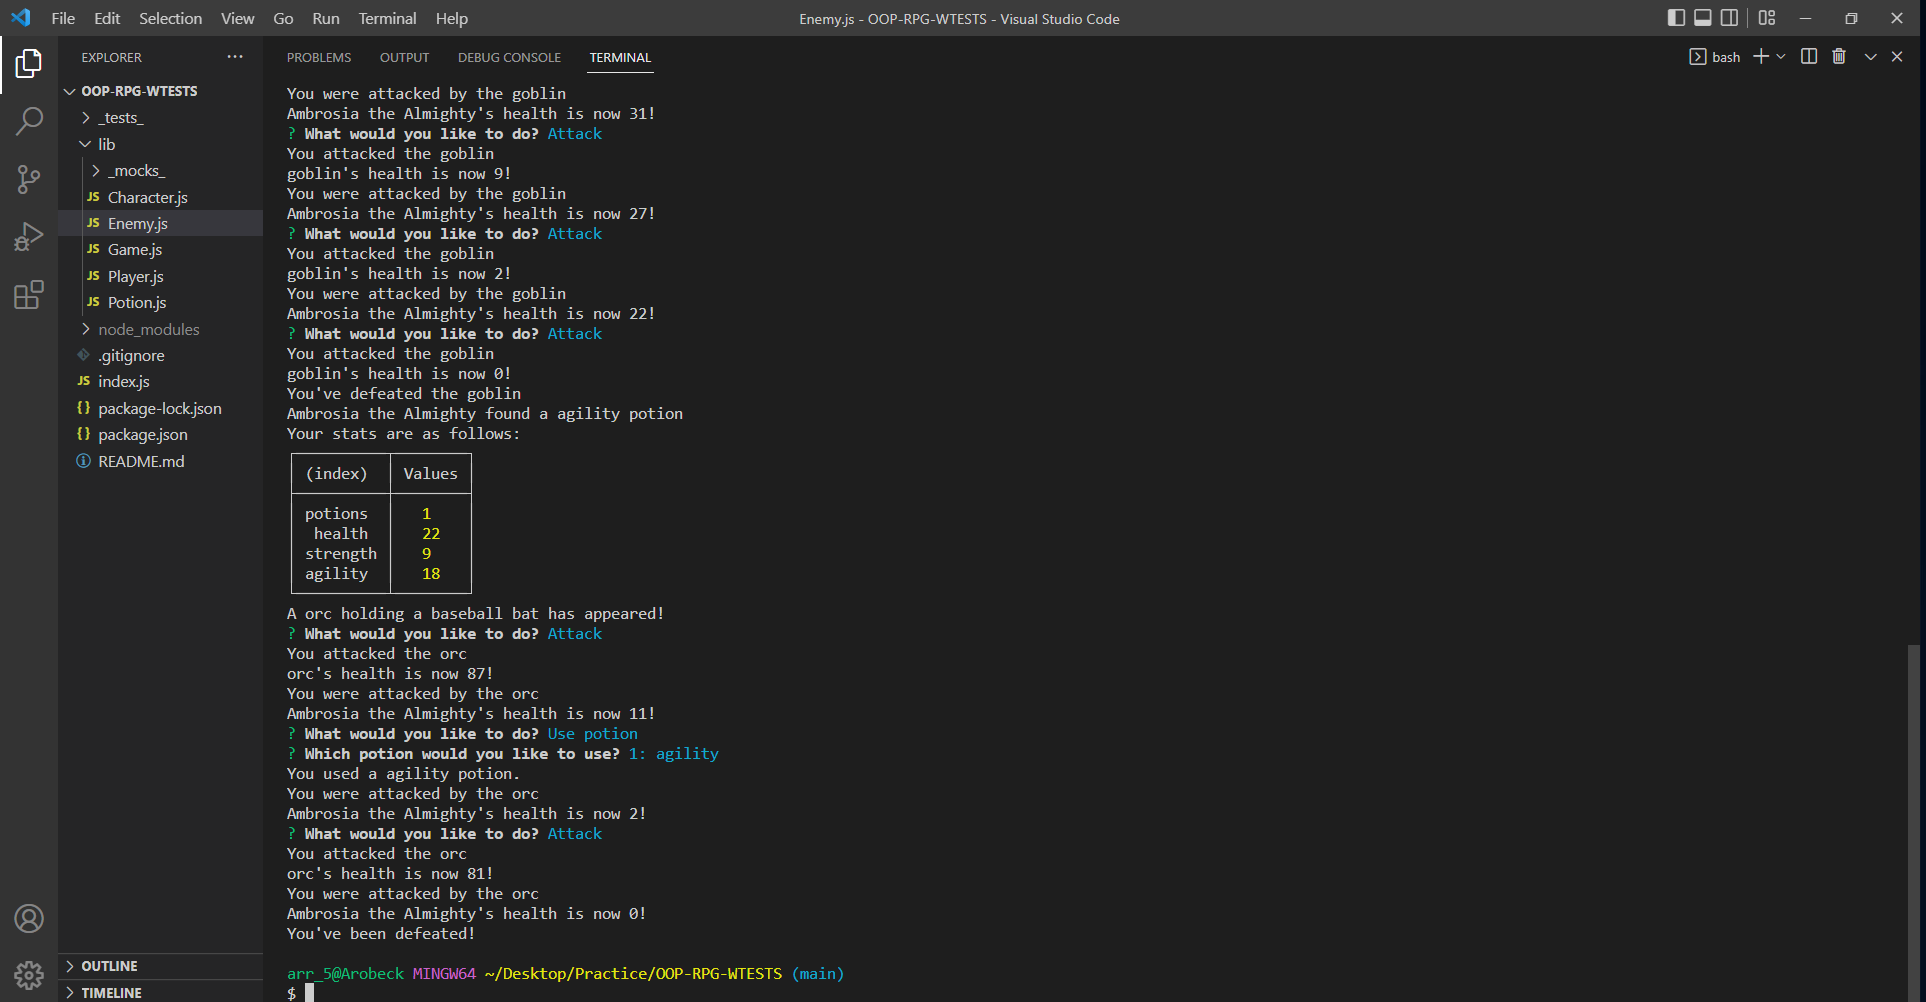 File Edit Selection View Go Run Terminal Help
Enemy.js - OOP-RPG-WTESTS - Visual Studio Code
EXPLORER
OOP-RPG-WTESTS
_tests_
lib
_mocks_
JS Character.js
JS Enemy.js
JS Game.js
JS Player.js
JS Potion.js
node_modules
.gitignore
JS index.js
{} package-lock.json
{} package.json
README.md
OUTLINE
TIMELINE
PROBLEMS OUTPUT DEBUG CONSOLE TERMINAL
bash
You were attacked by the goblin
Ambrosia the Almighty's health is now 31!
? What would you like to do? Attack
You attacked the goblin
goblin's health is now 9!
You were attacked by the goblin
Ambrosia the Almighty's health is now 27!
? What would you like to do? Attack
You attacked the goblin
goblin's health is now 2!
You were attacked by the goblin
Ambrosia the Almighty's health is now 22!
? What would you like to do? Attack
You attacked the goblin
goblin's health is now 0!
You've defeated the goblin
Ambrosia the Almighty found a agility potion
Your stats are as follows:
(index) Values
potions 1
health 22
strength 9
agility 18
A orc holding a baseball bat has appeared!
? What would you like to do? Attack
You attacked the orc
orc's health is now 87!
You were attacked by the orc
Ambrosia the Almighty's health is now 11!
? What would you like to do? Use potion
? Which potion would you like to use? 1: agility
You used a agility potion.
You were attacked by the orc
Ambrosia the Almighty's health is now 2!
? What would you like to do? Attack
You attacked the orc
orc's health is now 81!
You were attacked by the orc
Ambrosia the Almighty's health is now 0!
You've been defeated!
arr_5@Arobeck MINGW64 ~/Desktop/Practice/OOP-RPG-WTESTS (main)
$